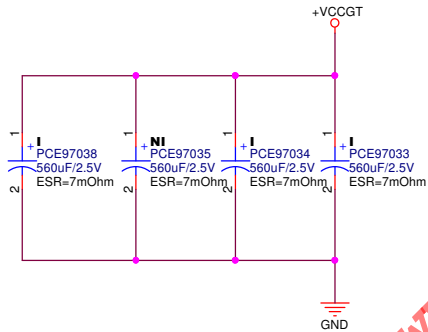 +VCCGT
1
+
I
PCE97038
560uF/2.5V
ESR=7mOhm
2
1
+
NI
PCE97035
560uF/2.5V
ESR=7mOhm
2
1
+
I
PCE97034
560uF/2.5V
ESR=7mOhm
2
1
+
I
PCE97033
560uF/2.5V
ESR=7mOhm
2
GND